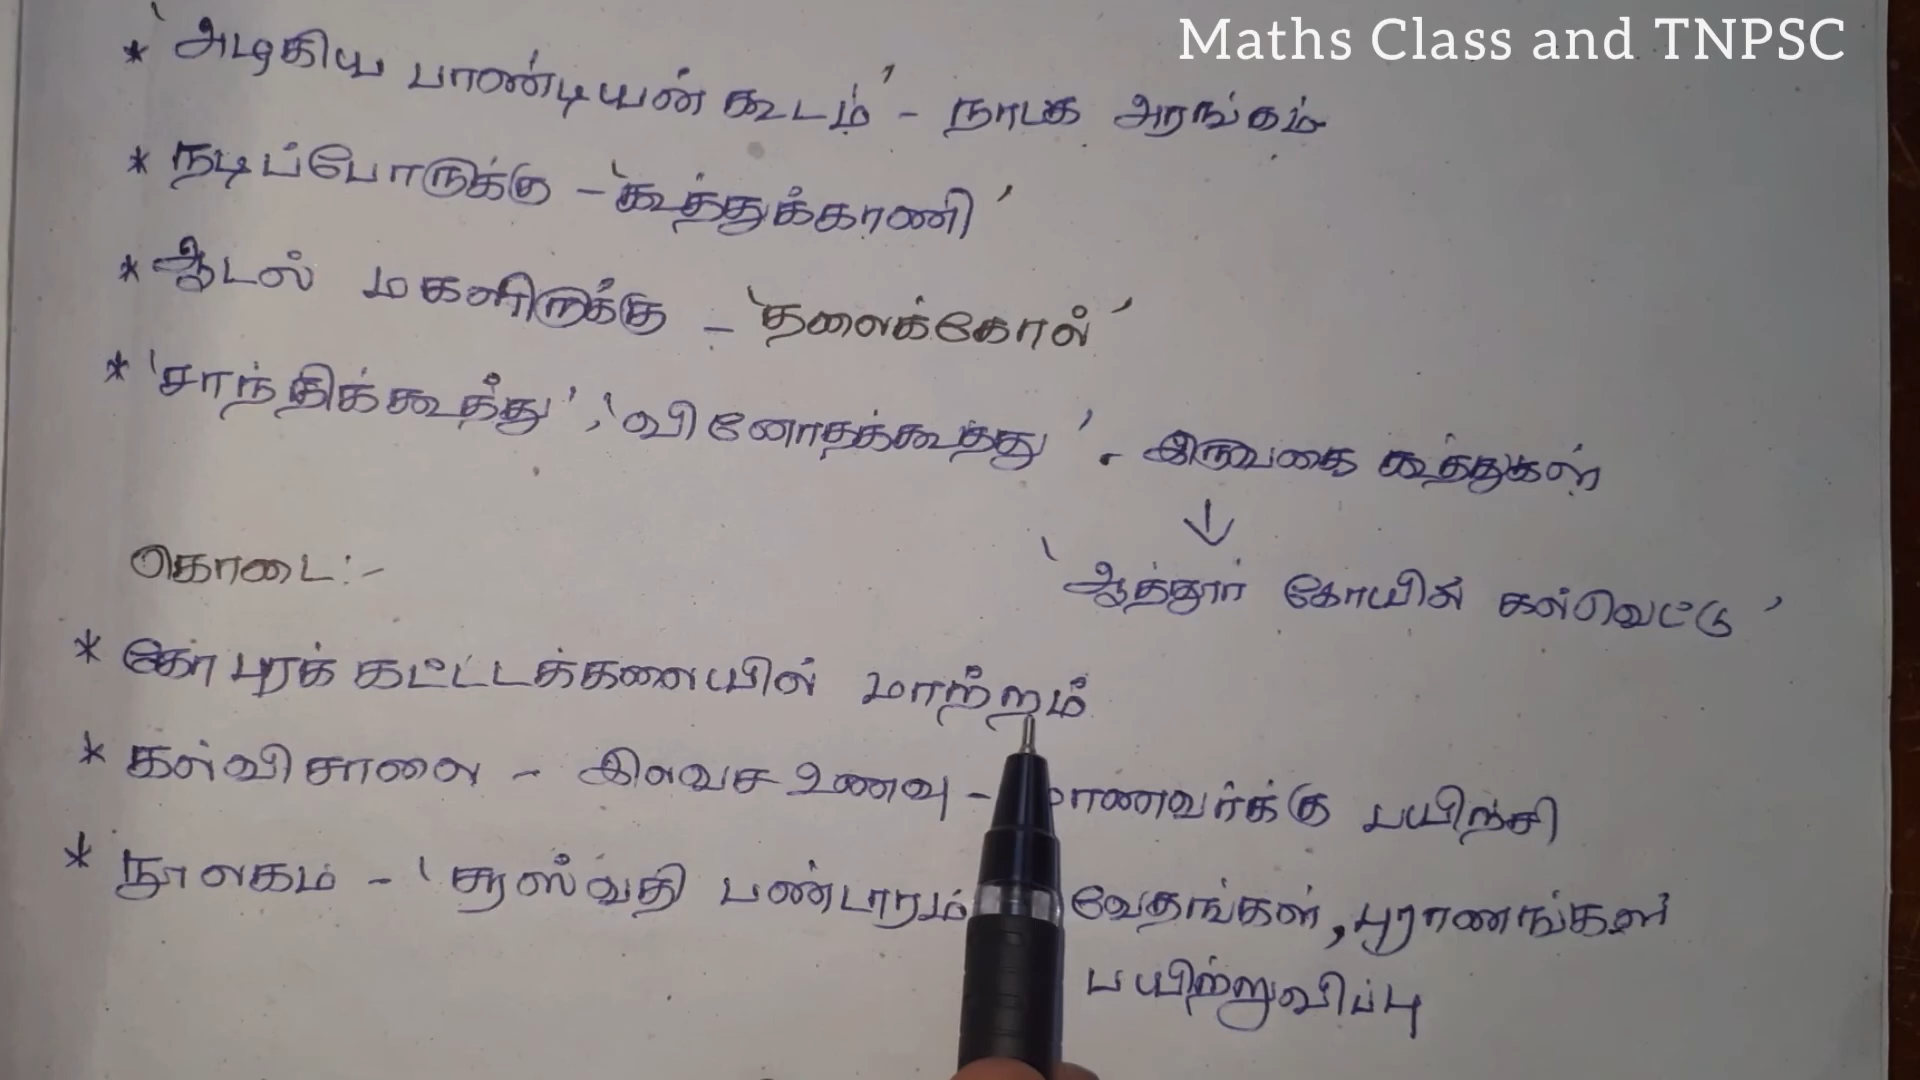 Maths Class and TNPSC
* 'அழகிய பாண்டியன் கூடம்' - நாடக அரங்கம்
* நடிப்போருக்கு - 'கூத்துக்காணி'
* ஆடல் மகளிருக்கு - 'தலைக்கோல்'
* 'சாந்திக்கூத்து', 'வினோதக்கூத்து'. இருவகை கூத்துகள்
↓
கொடை:-
'ஆத்தூர் கோயில் கல்வெட்டு'
* கோபுரக் கட்டடக்கலையில் மாற்றம்
* கல்வி சாலை - இலவச உணவு - மாணவர்க்கு பயிற்சி
* நூலகம் - 'சரஸ்வதி பண்டாரம் வேதங்கள், புராணங்கள்
பயிற்றுவிப்பு